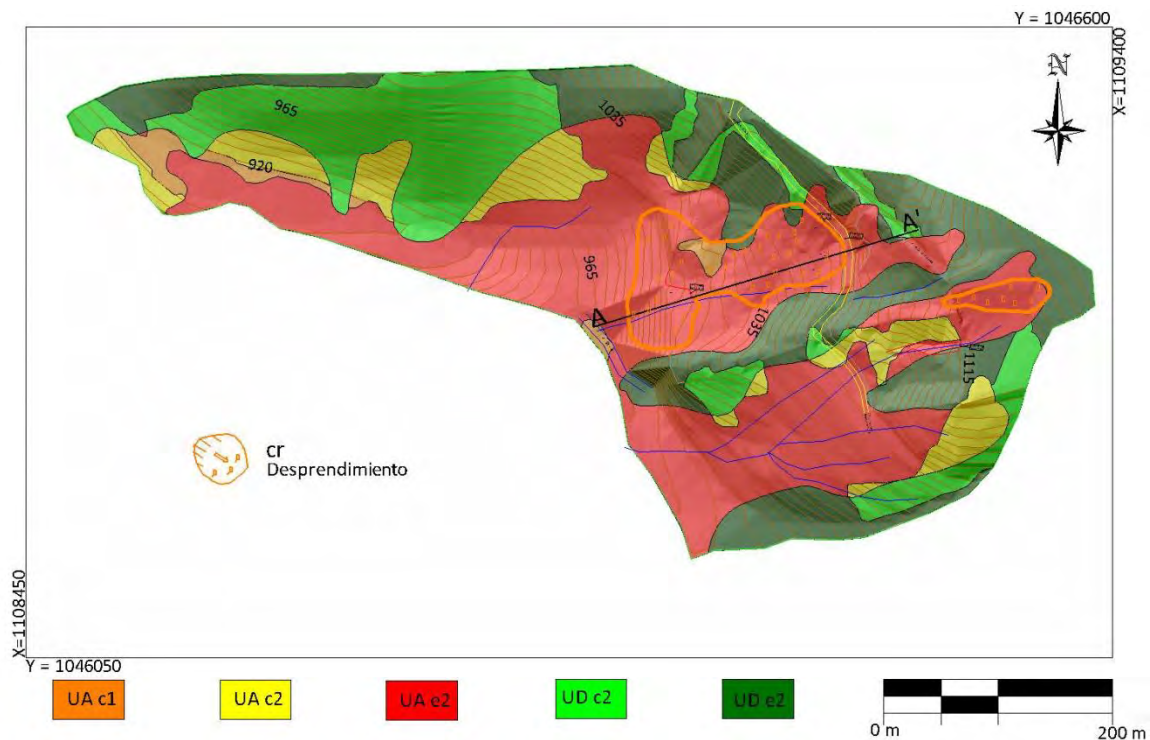 Y = 1046600
X=1109400
N
965
1085
920
A'
965
A
1035
1115
cr
Desprendimiento
X=1108450
Y = 1046050
UA c1
UA c2
UA e2
UD c2
UD e2
0 m
200 m